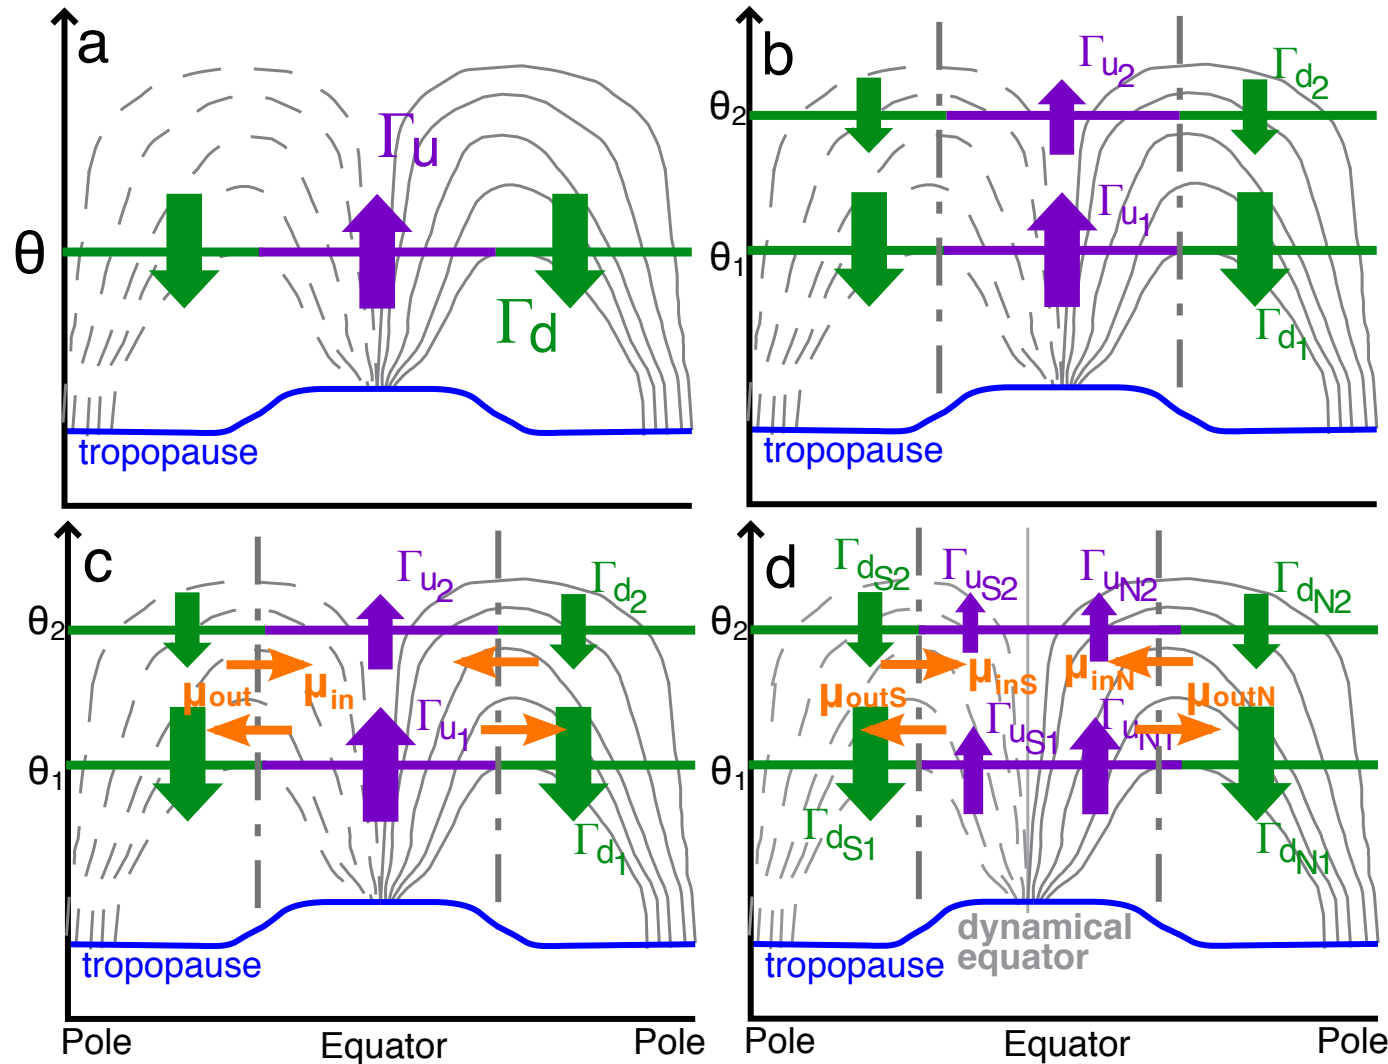 a
Γu
θ
Γd
tropopause
b
Γu2
Γd2
θ2
Γu1
θ1
Γd1
tropopause
c
Γu2
Γd2
θ2
μout
μin
Γu1
θ1
Γd1
tropopause
Pole
Equator
Pole
d
ΓdS2
ΓuS2
ΓuN2
ΓdN2
θ2
μoutS
μinS
μinN
μoutN
ΓuS1
ΓuN1
θ1
ΓdS1
ΓdN1
dynamical
equator
tropopause
Pole
Equator
Pole